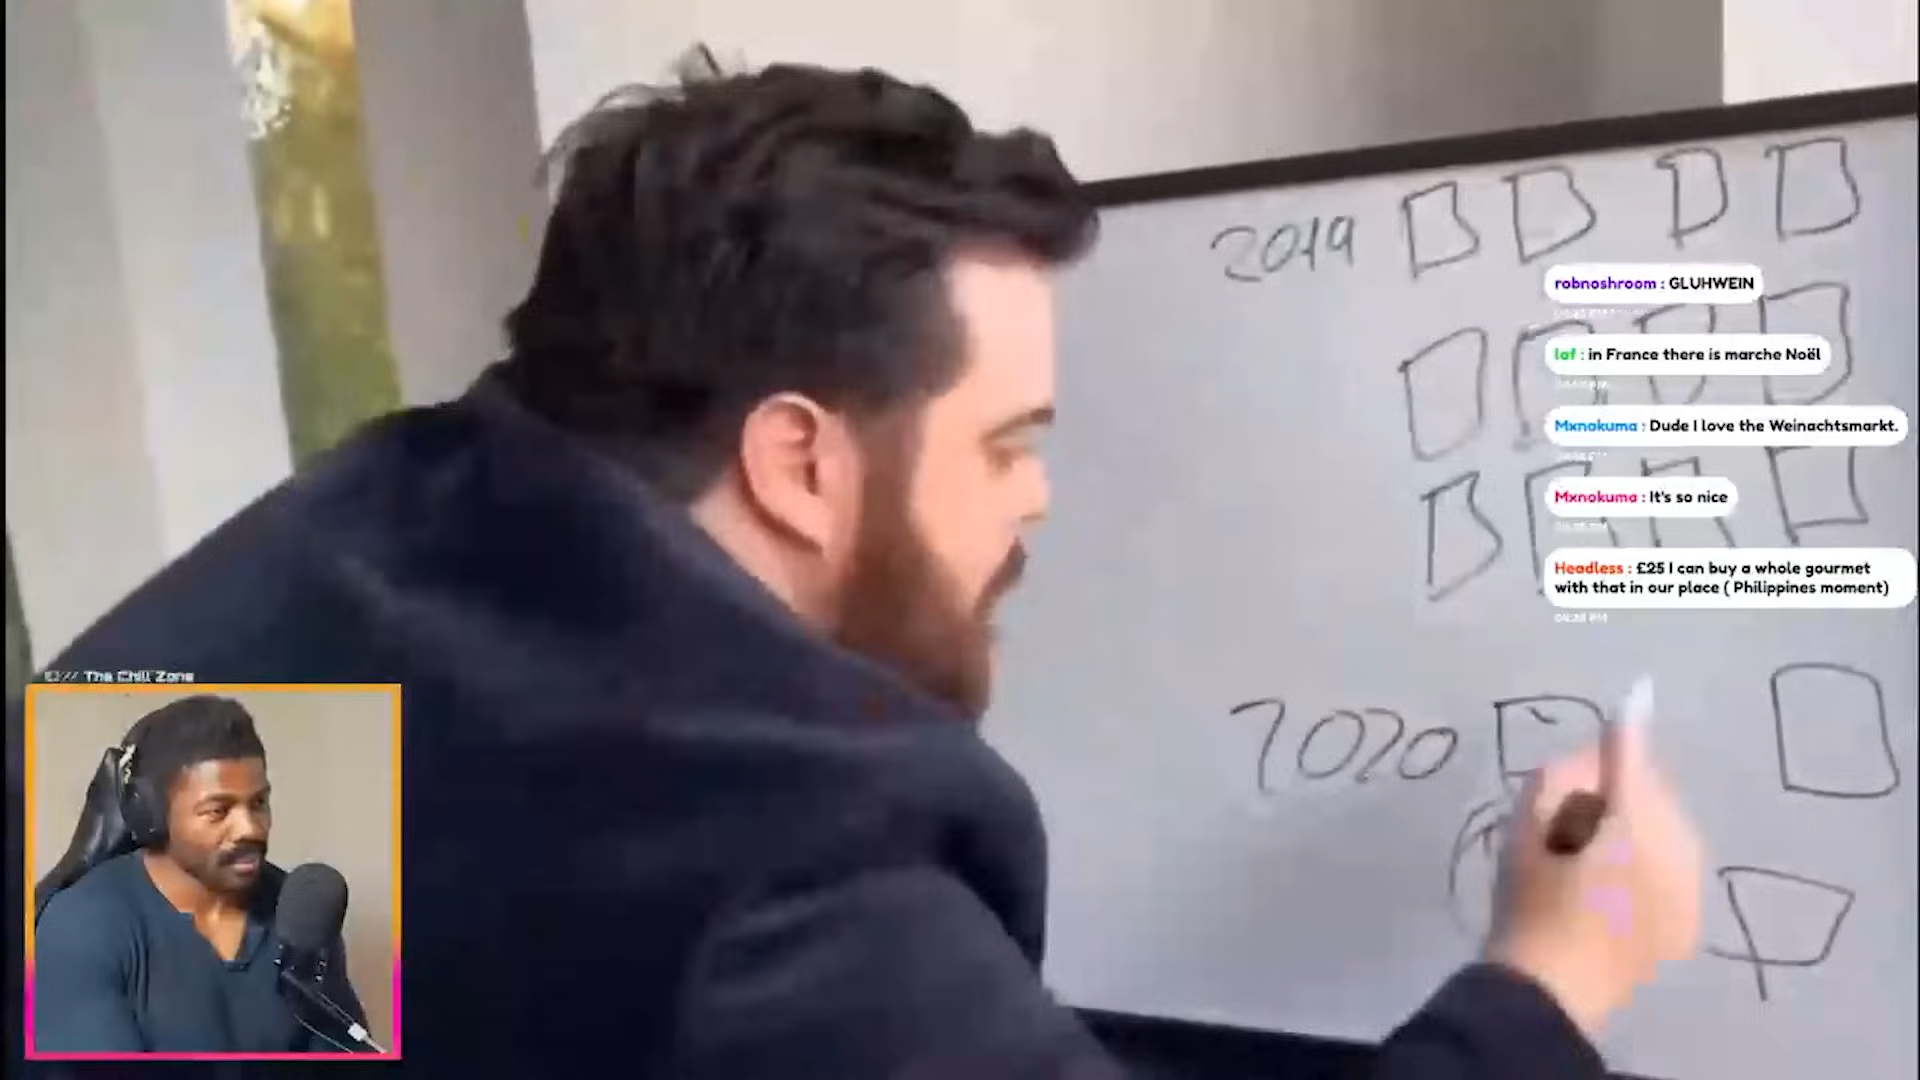 2019
robnoshroom : GLUHWEIN
laf : in France there is marche Noël
Mxnokuma : Dude I love the Weinachtsmarkt.
Mxnokuma : It's so nice
Headless : £25 I can buy a whole gourmet
with that in our place ( Philippines moment)
// The Chill Zone
2020